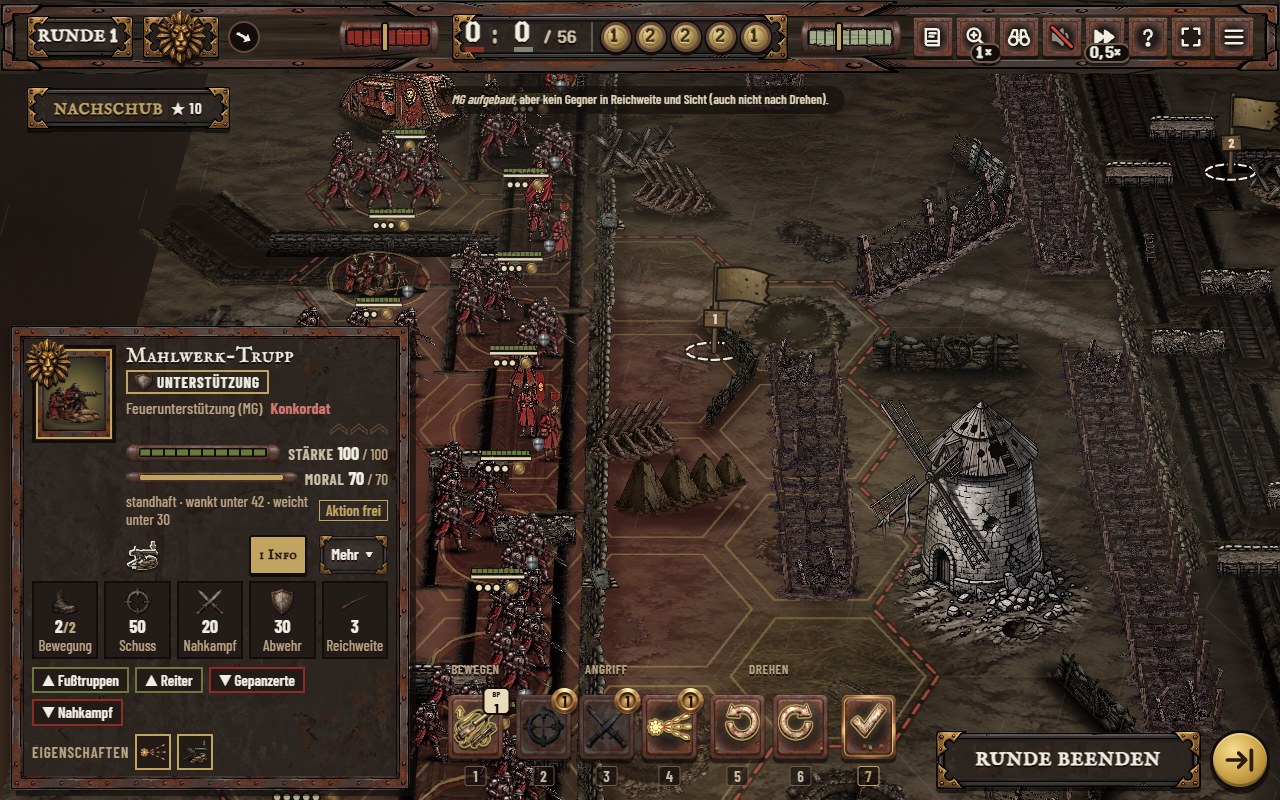 RUNDE 1
0 : 0 / 56
1 2 2 2 1
1×
0,5×
?
NACHSCHUB ★ 10
MG aufgebaut, aber kein Gegner in Reichweite und Sicht (auch nicht nach Drehen).
2
1
MAHLWERK-TRUPP
UNTERSTÜTZUNG
Feuerunterstützung (MG) Konkordat
STÄRKE 100 / 100
MORAL 70 / 70
standhaft · wankt unter 42 · weicht
unter 30
Aktion frei
i INFO
Mehr ▼
2/2 50 20 30 3
Bewegung Schuss Nahkampf Abwehr Reichweite
▲ Fußtruppen ▲ Reiter ▼ Gepanzerte
▼ Nahkampf
EIGENSCHAFTEN
BEWEGEN ANGRIFF DREHEN
BP
1 1 1 1
1 2 3 4 5 6 7
RUNDE BEENDEN